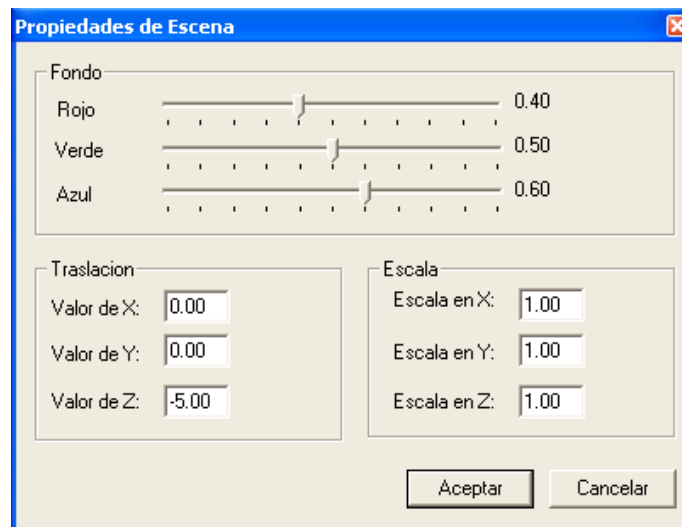 Propiedades de Escena
Fondo
Rojo 0.40
Verde 0.50
Azul 0.60
Traslacion
Valor de X: 0.00
Valor de Y: 0.00
Valor de Z: -5.00
Escala
Escala en X: 1.00
Escala en Y: 1.00
Escala en Z: 1.00
Aceptar Cancelar